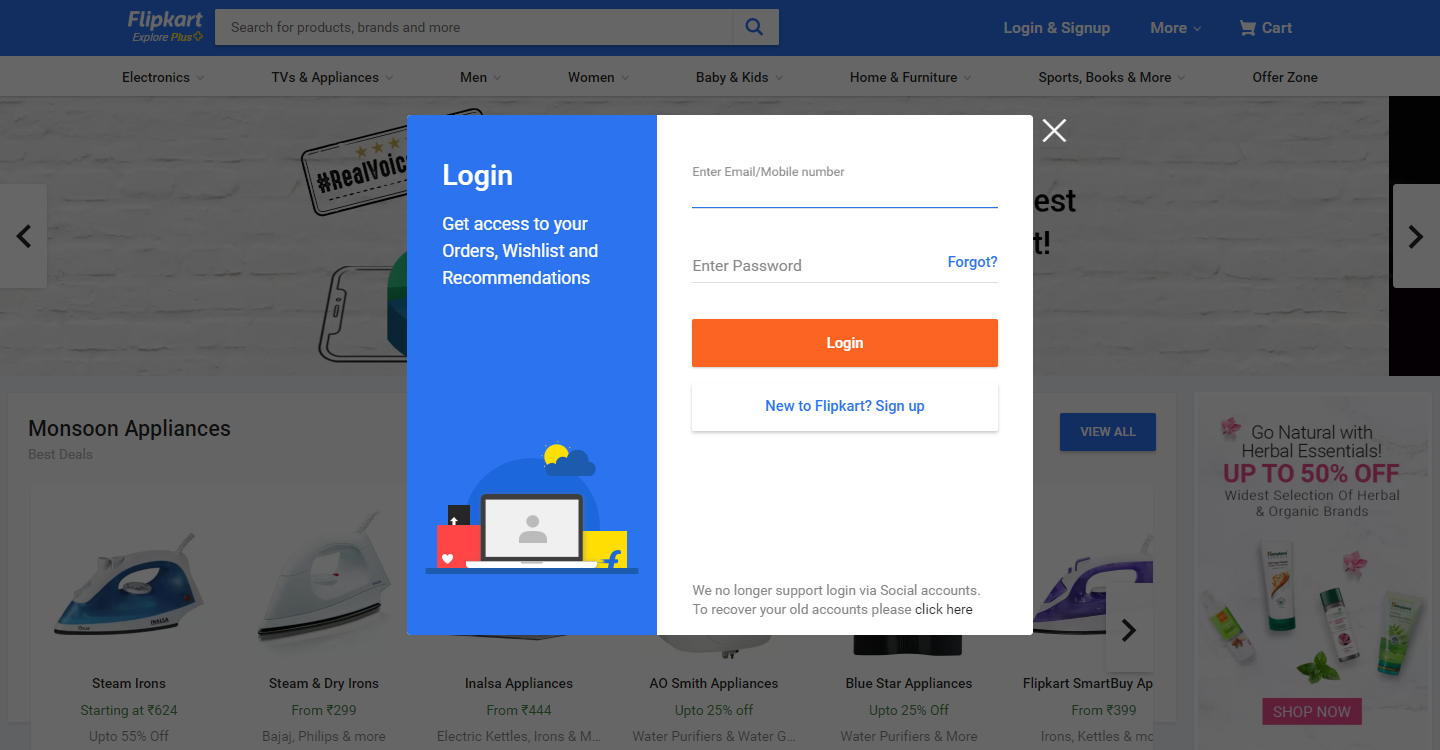 Flipkart
Explore Plus
Search for products, brands and more
Login & Signup
More
Cart
Electronics
TVs & Appliances
Men
Women
Baby & Kids
Home & Furniture
Sports, Books & More
Offer Zone
#RealVoic
est
t!
Login
Get access to your
Orders, Wishlist and
Recommendations
Enter Email/Mobile number
Enter Password
Forgot?
Login
New to Flipkart? Sign up
We no longer support login via Social accounts.
To recover your old accounts please click here
Monsoon Appliances
Best Deals
VIEW ALL
INALSA
Steam Irons
Starting at ₹624
Upto 55% Off
Steam & Dry Irons
From ₹299
Bajaj, Philips & more
Inalsa Appliances
From ₹444
Electric Kettles, Irons & M...
AO Smith Appliances
Upto 25% off
Water Purifiers & Water G...
Blue Star Appliances
Upto 25% Off
Water Purifiers & More
Flipkart SmartBuy Ap
From ₹399
Irons, Kettles & mo
Go Natural with
Herbal Essentials!
UP TO 50% OFF
Widest Selection Of Herbal
& Organic Brands
SHOP NOW